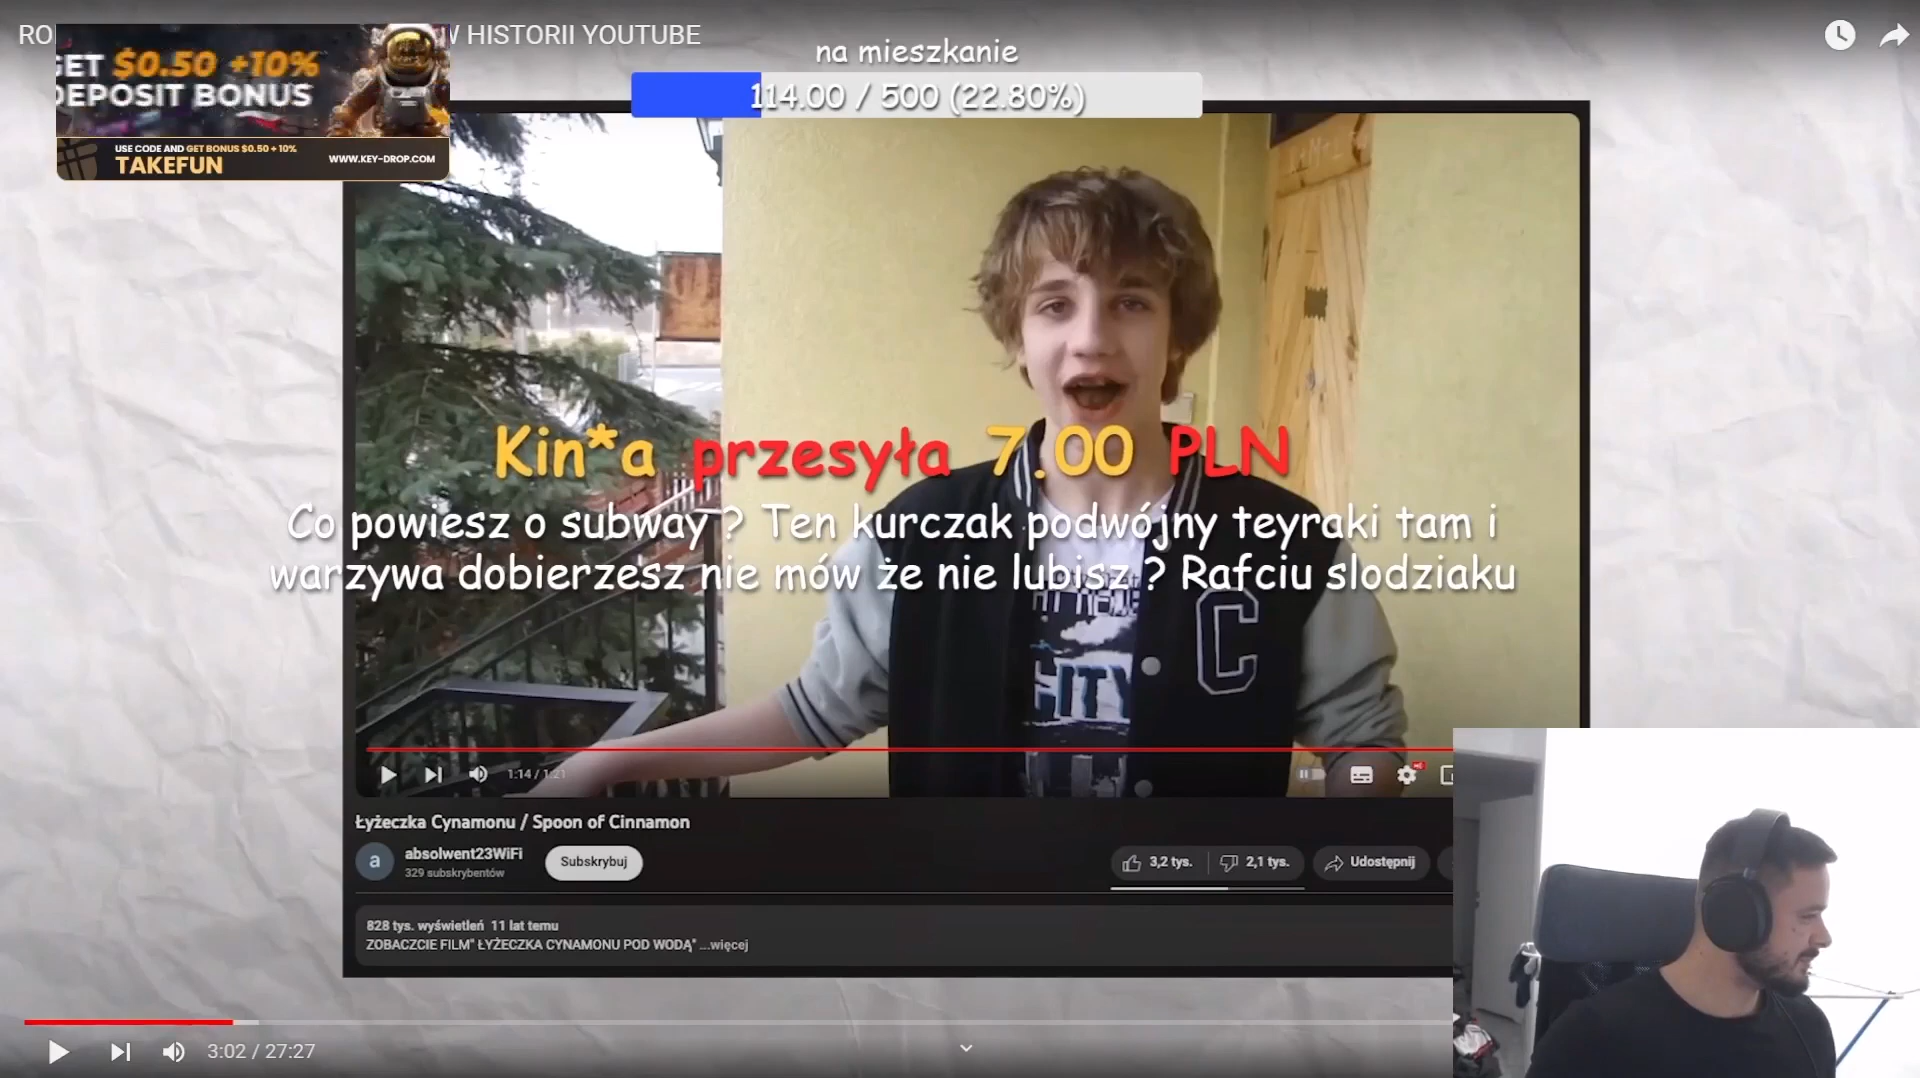 RO
W HISTORII YOUTUBE
GET $0.50 +10%
DEPOSIT BONUS
USE CODE AND GET BONUS $0.50 + 10%
TAKEFUN
WWW.KEY-DROP.COM
na mieszkanie
114.00 / 500 (22.80%)
Kin*a przesyła 7.00 PLN
Co powiesz o subway ? Ten kurczak podwójny teyraki tam i
warzywa dobierzesz nie mów że nie lubisz ? Rafciu slodziaku
C
CITY
1:14 / 1:21
Łyżeczka Cynamonu / Spoon of Cinnamon
a
absolwent23WiFi
329 subskrybentów
Subskrybuj
3,2 tys.
2,1 tys.
Udostępnij
828 tys. wyświetleń 11 lat temu
ZOBACZCIE FILM" ŁYŻECZKA CYNAMONU POD WODĄ" ...więcej
3:02 / 27:27